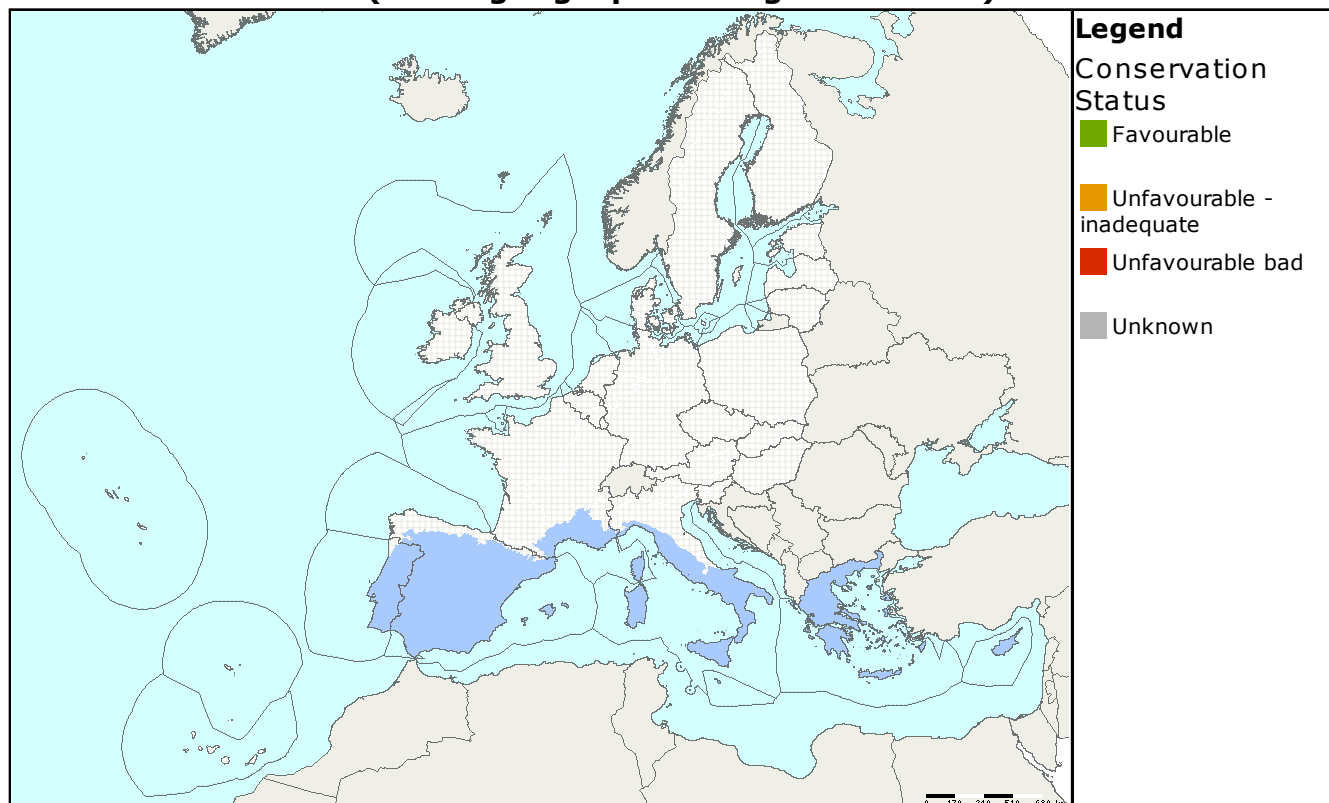 Legend
Conservation
Status
Favourable
Unfavourable -
inadequate
Unfavourable bad
Unknown